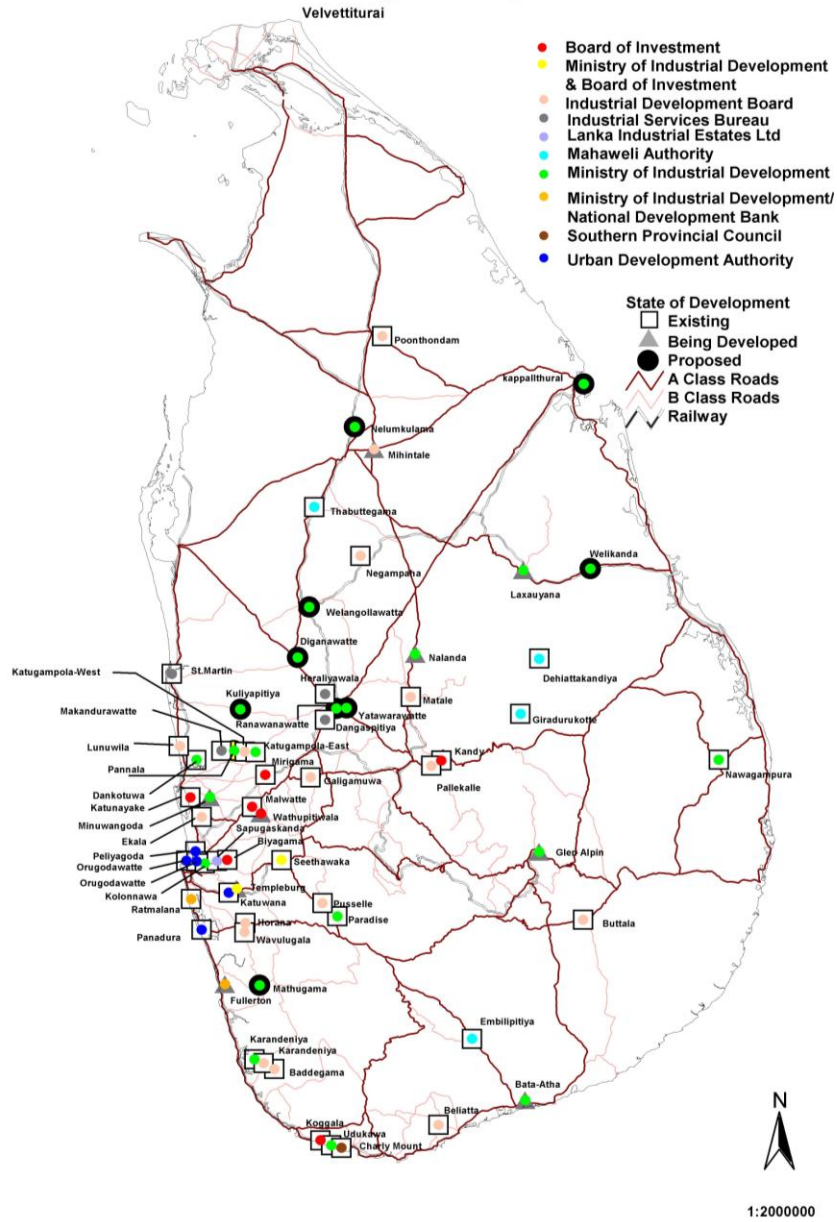 Velvettiturai
Board of Investment
Ministry of Industrial Development
& Board of Investment
Industrial Development Board
Industrial Services Bureau
Lanka Industrial Estates Ltd
Mahaweli Authority
Ministry of Industrial Development
Ministry of Industrial Development/
National Development Bank
Southern Provincial Council
Urban Development Authority
State of Development
Existing
Being Developed
Proposed
A Class Roads
B Class Roads
Railway
Poonthondam
kappalthurai
Nelumkulama
Mihintale
Thabuttegama
Negampaha
Welikanda
Laxauyana
Welangollawatta
Diganawatte
Nalanda
Katugampola-West
St.Martin
Heraliyawala
Dehiattakandiya
Kuliyapitiya
Matale
Makandurawatte
Ranawanawatte
Yatawarawatte
Giradurukotte
Dangaspitiya
Lunuwila
Katugampola-East
Kandy
Pannala
Mirigama
Galigamuwa
Pallekalle
Nawagampura
Dankotuwa
Katunayake
Malwatte
Minuwangoda
Wathupitiwala
Ekala
Sapugaskanda
Peliyagoda
Biyagama
Glen Alpin
Orugodawatte
Seethawaka
Orugodawatte
Kolonnawa
Templeburg
Katuwana
Ratmalana
Pusselle
Paradise
Buttala
Horana
Panadura
Wavulugala
Mathugama
Fullerton
Embilipitiya
Karandeniya
Karandeniya
Baddegama
Bata-Atha
Beliatta
Koggala
Udukawa
Charly Mount
N
1:2000000